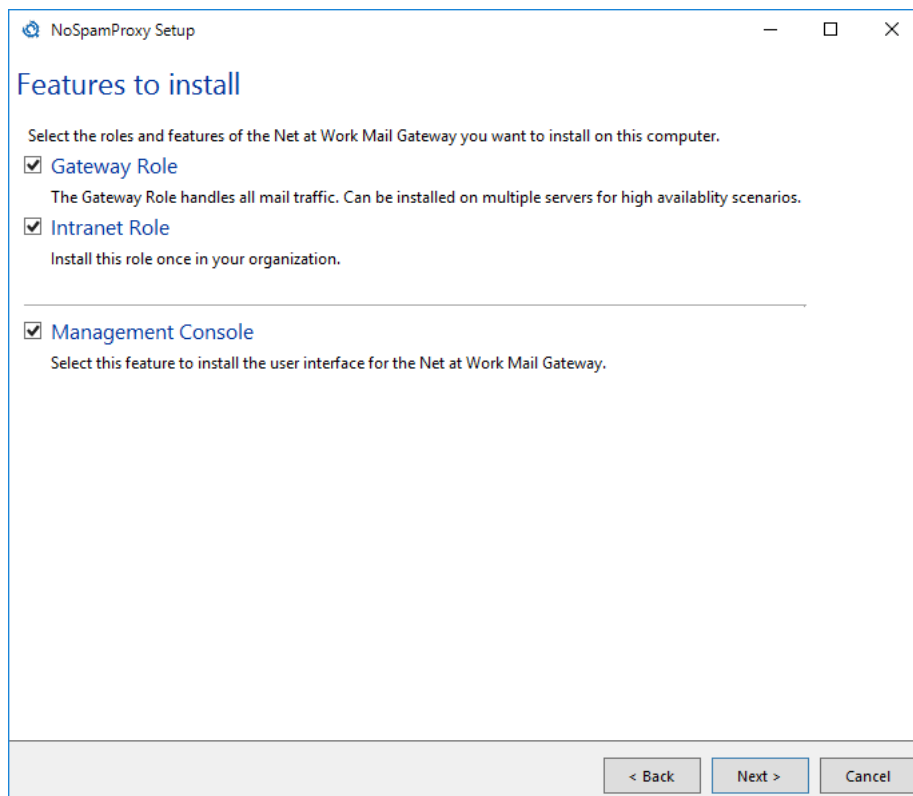 NoSpamProxy Setup
Features to install
Select the roles and features of the Net at Work Mail Gateway you want to install on this computer.
Gateway Role
The Gateway Role handles all mail traffic. Can be installed on multiple servers for high availablity scenarios.
Intranet Role
Install this role once in your organization.
Management Console
Select this feature to install the user interface for the Net at Work Mail Gateway.
< Back
Next >
Cancel